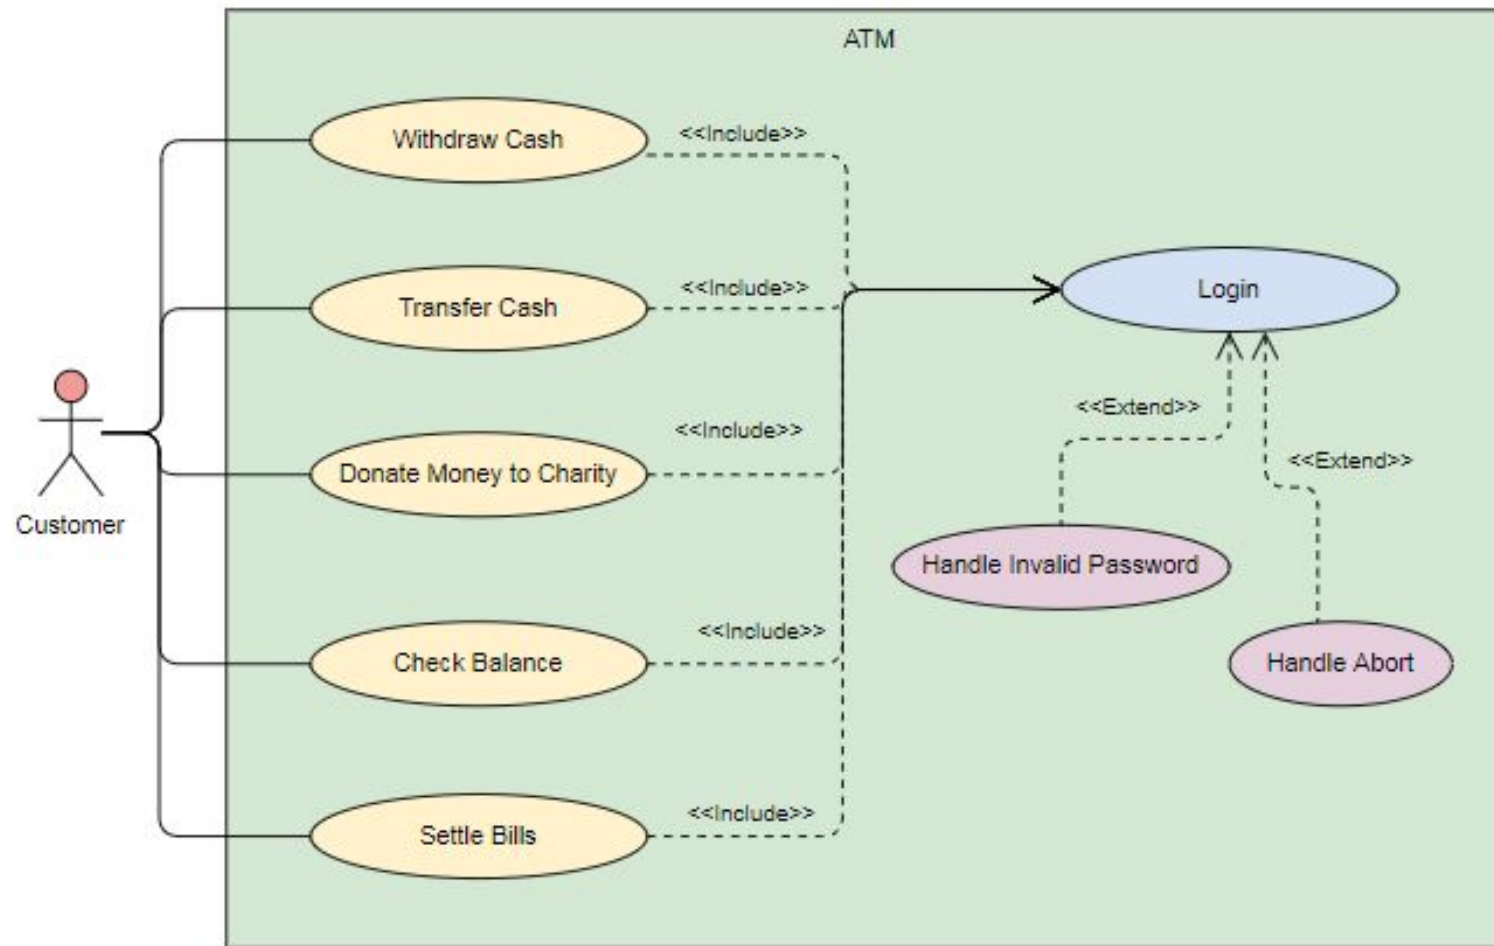 ATM
Withdraw Cash
<<Include>>
Transfer Cash
<<Include>>
Login
<<Extend>>
Donate Money to Charity
<<Include>>
<<Extend>>
Customer
Handle Invalid Password
Check Balance
<<Include>>
Handle Abort
Settle Bills
<<Include>>